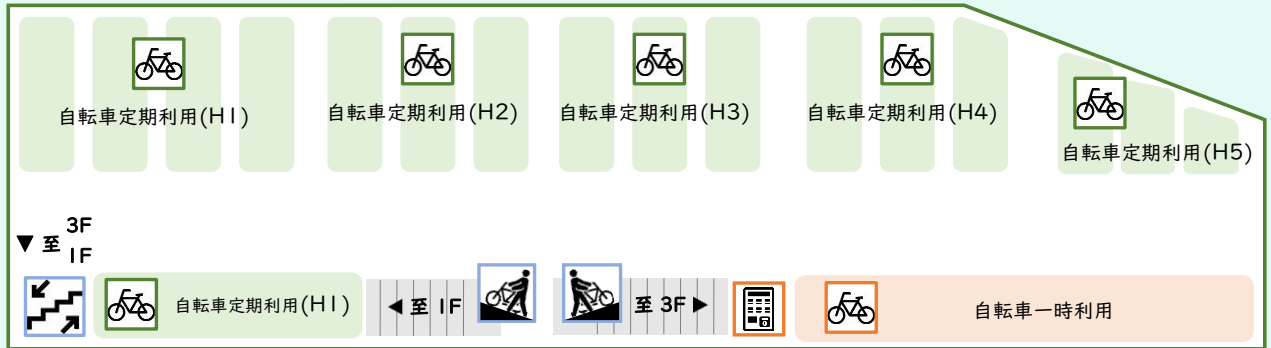 自転車定期利用(H1)
自転車定期利用(H2)
自転車定期利用(H3)
自転車定期利用(H4)
自転車定期利用(H5)
▼至 3F
1F
自転車定期利用(H1)
◀至 1F
至 3F▶
自転車一時利用